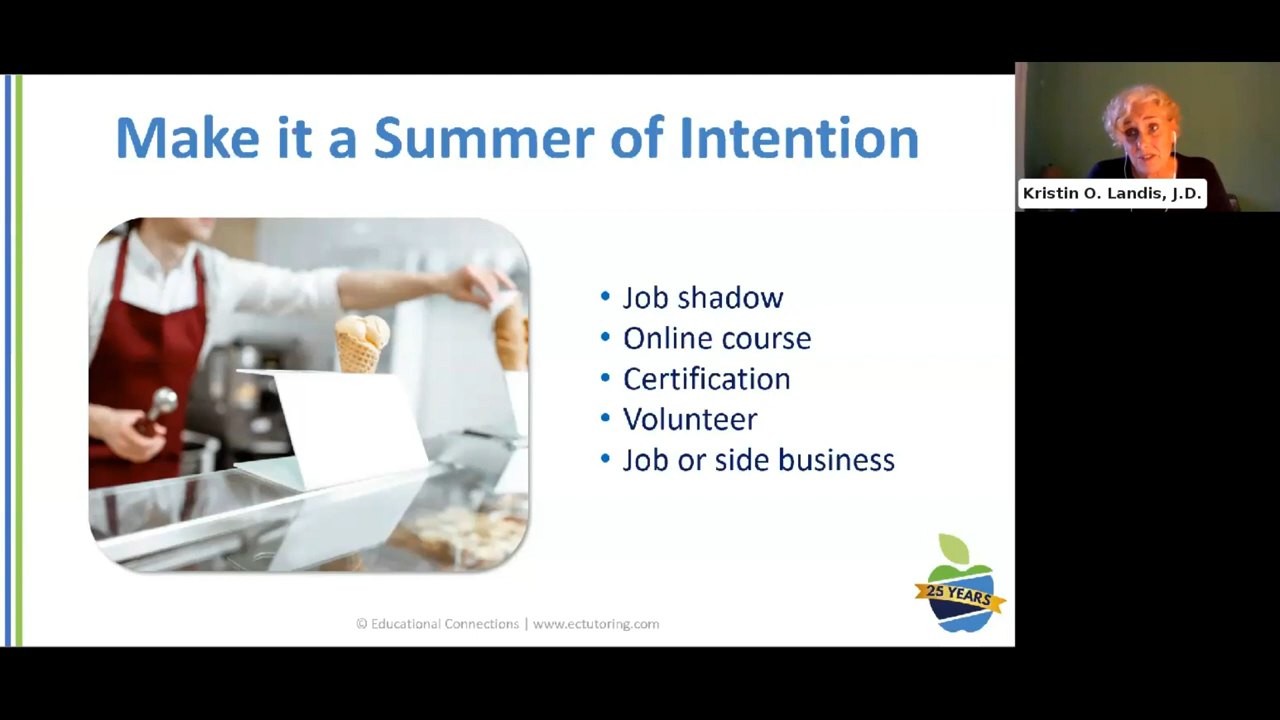 Make it a Summer of Intention
Kristin O. Landis, J.D.
• Job shadow
• Online course
• Certification
• Volunteer
• Job or side business
25 YEARS
© Educational Connections | www.ectutoring.com